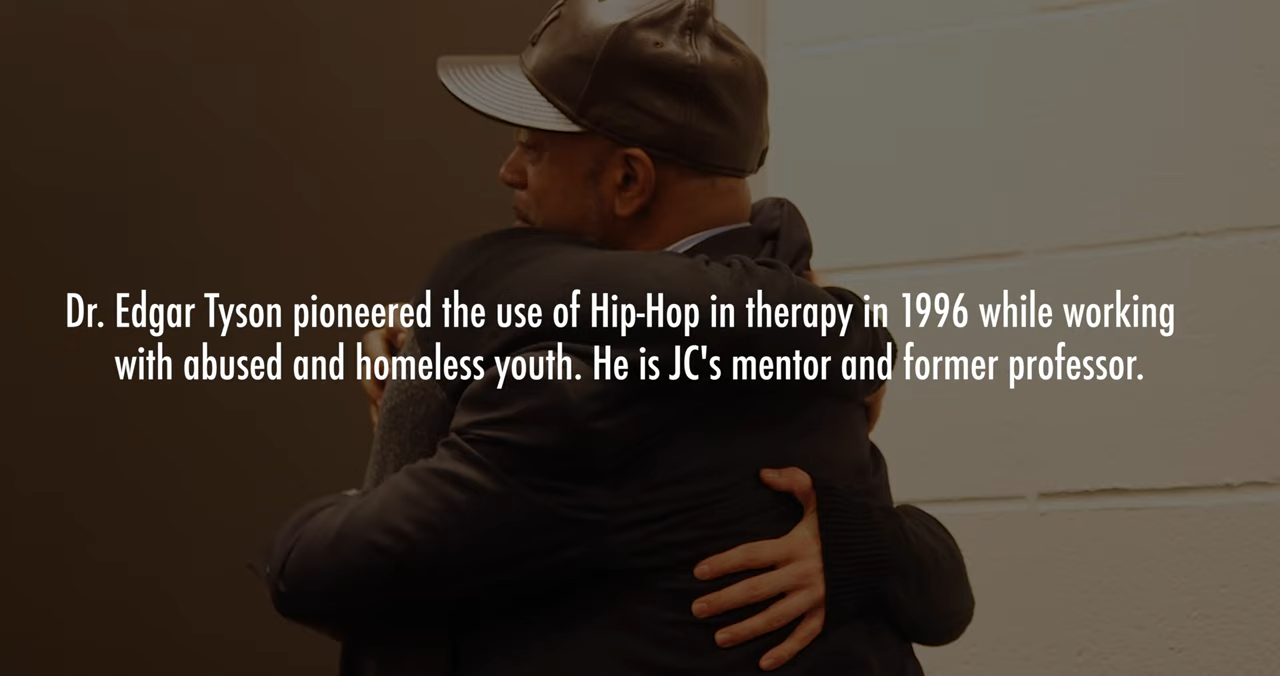 Dr. Edgar Tyson pioneered the use of Hip-Hop in therapy in 1996 while working
with abused and homeless youth. He is JC's mentor and former professor.